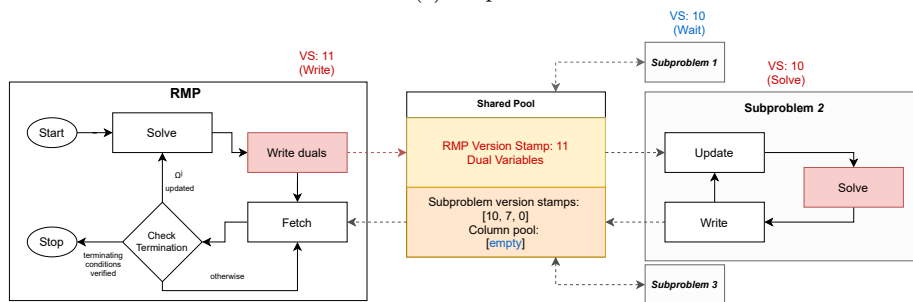 VS: 10
(Wait)
VS: 11
(Write)
Subproblem 1
VS: 10
(Solve)
RMP
Shared Pool
Subproblem 2
Start
Solve
Write duals
RMP Version Stamp: 11
Dual Variables
Update
Solve
Ωʲ
updated
Subproblem version stamps:
[10, 7, 0]
Column pool:
[empty]
Write
Fetch
Stop
Check
Termination
terminating
conditions
verified
otherwise
Subproblem 3